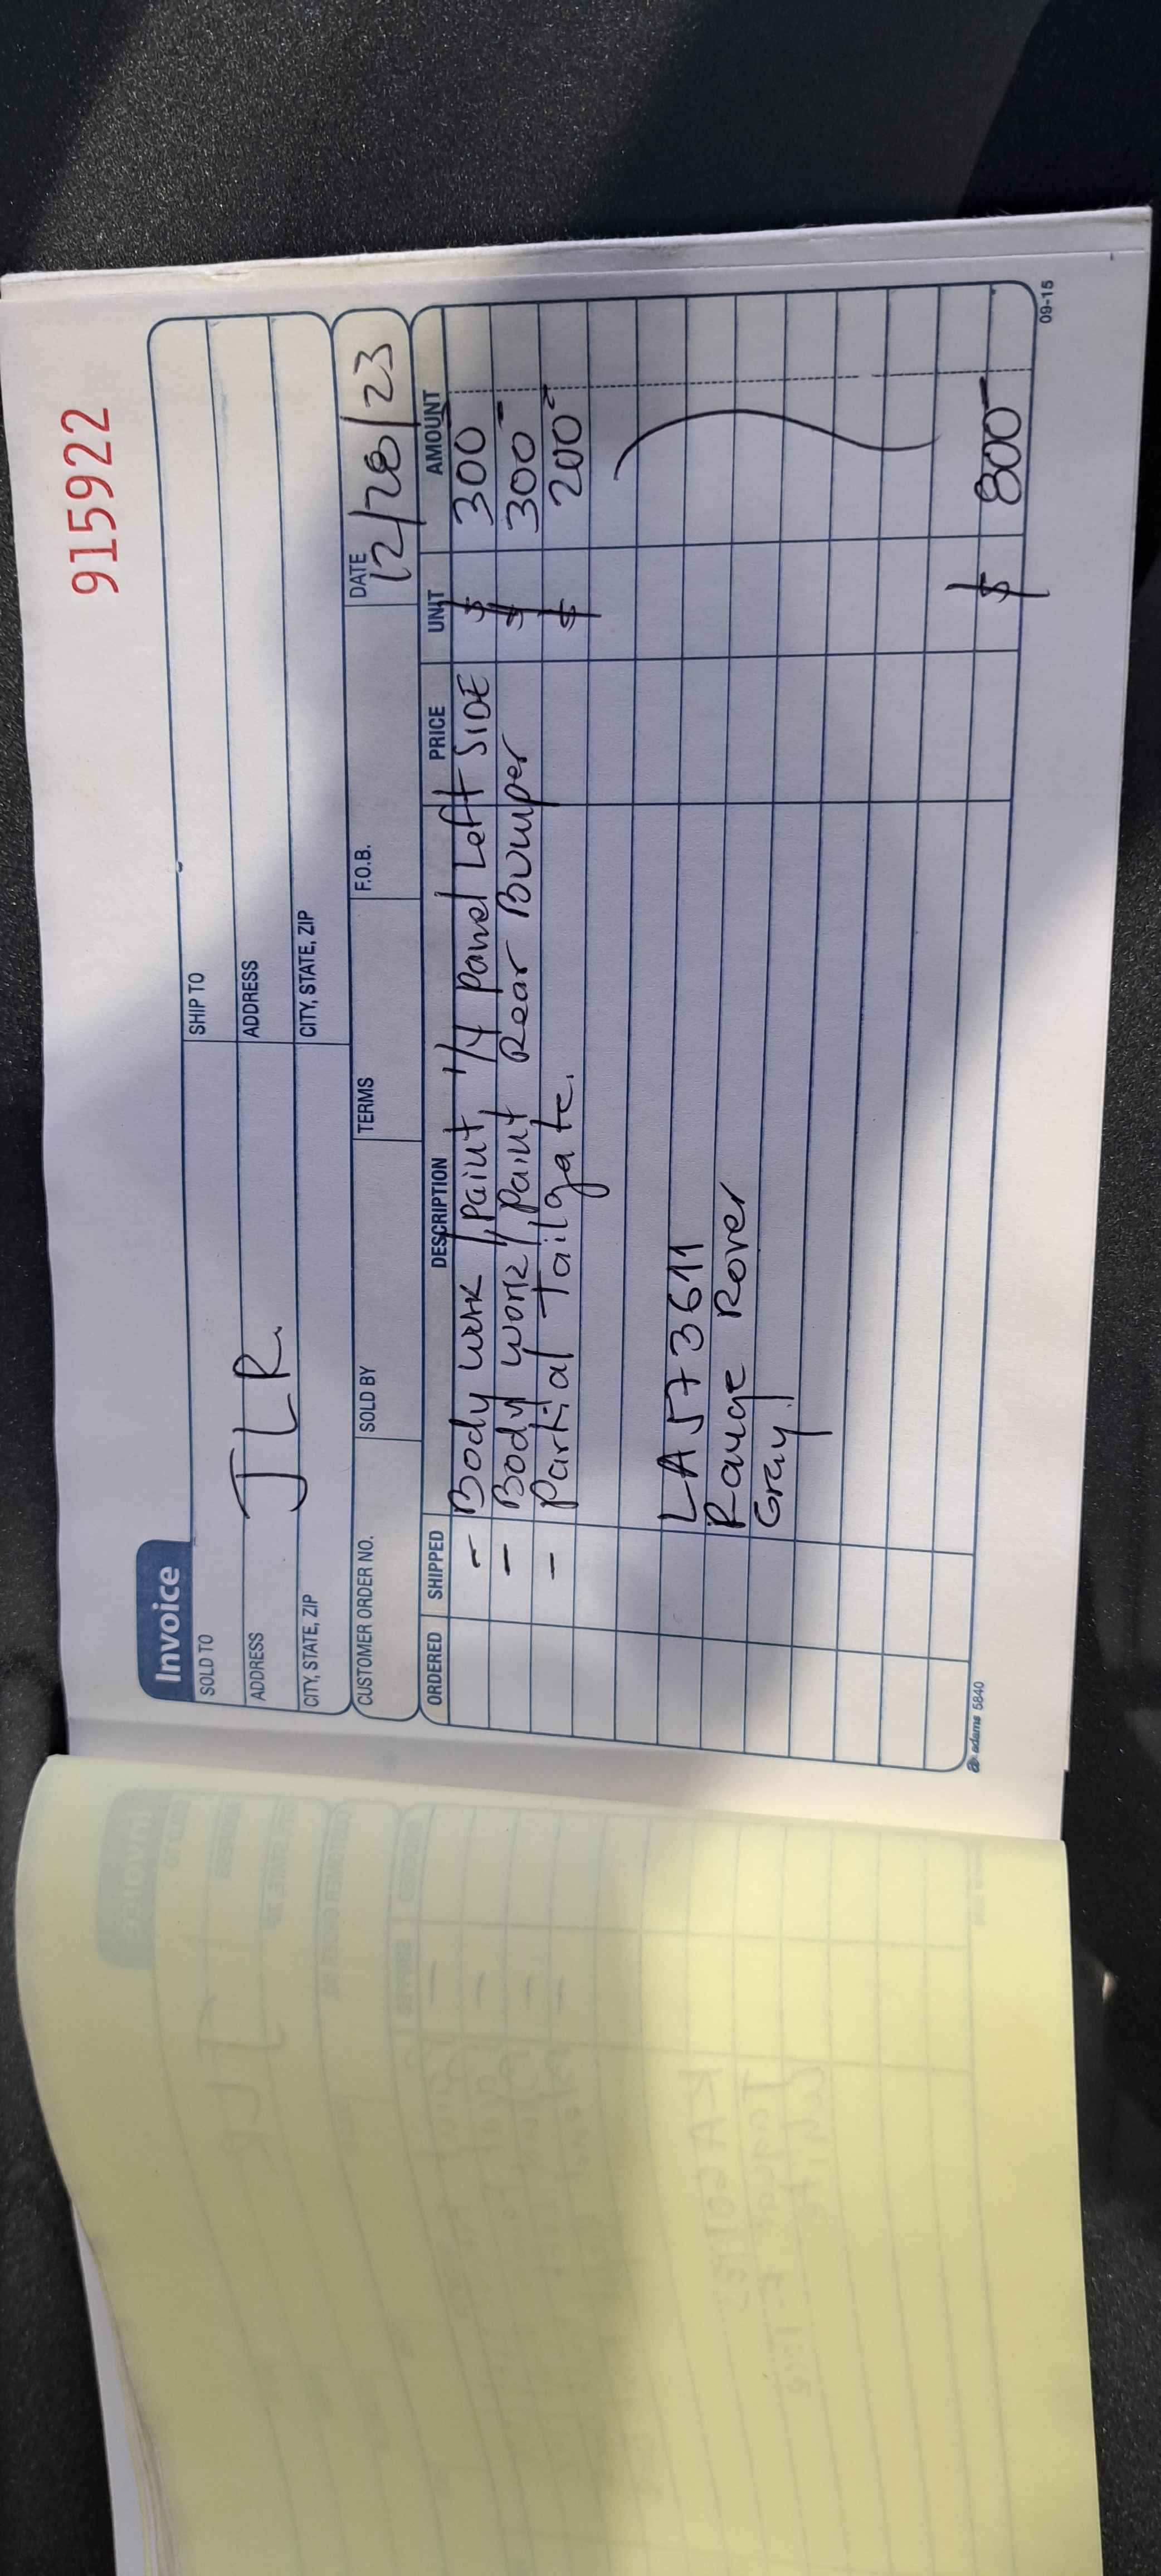 915922
Invoice
SOLD TO JLR. SHIP TO
ADDRESS ADDRESS
CITY, STATE, ZIP CITY, STATE, ZIP
CUSTOMER ORDER NO. SOLD BY TERMS F.O.B. DATE 12/28/23
ORDERED SHIPPED DESCRIPTION PRICE UNIT AMOUNT
- Body work / paint 1/4 panel Left SIDE $ 300
- Body work / paint Rear Bumper $ 300-
- Partial tailgate. $ 200-
LA573611
Range Rover
Gray!
$ 800-
adams 5840 09-15